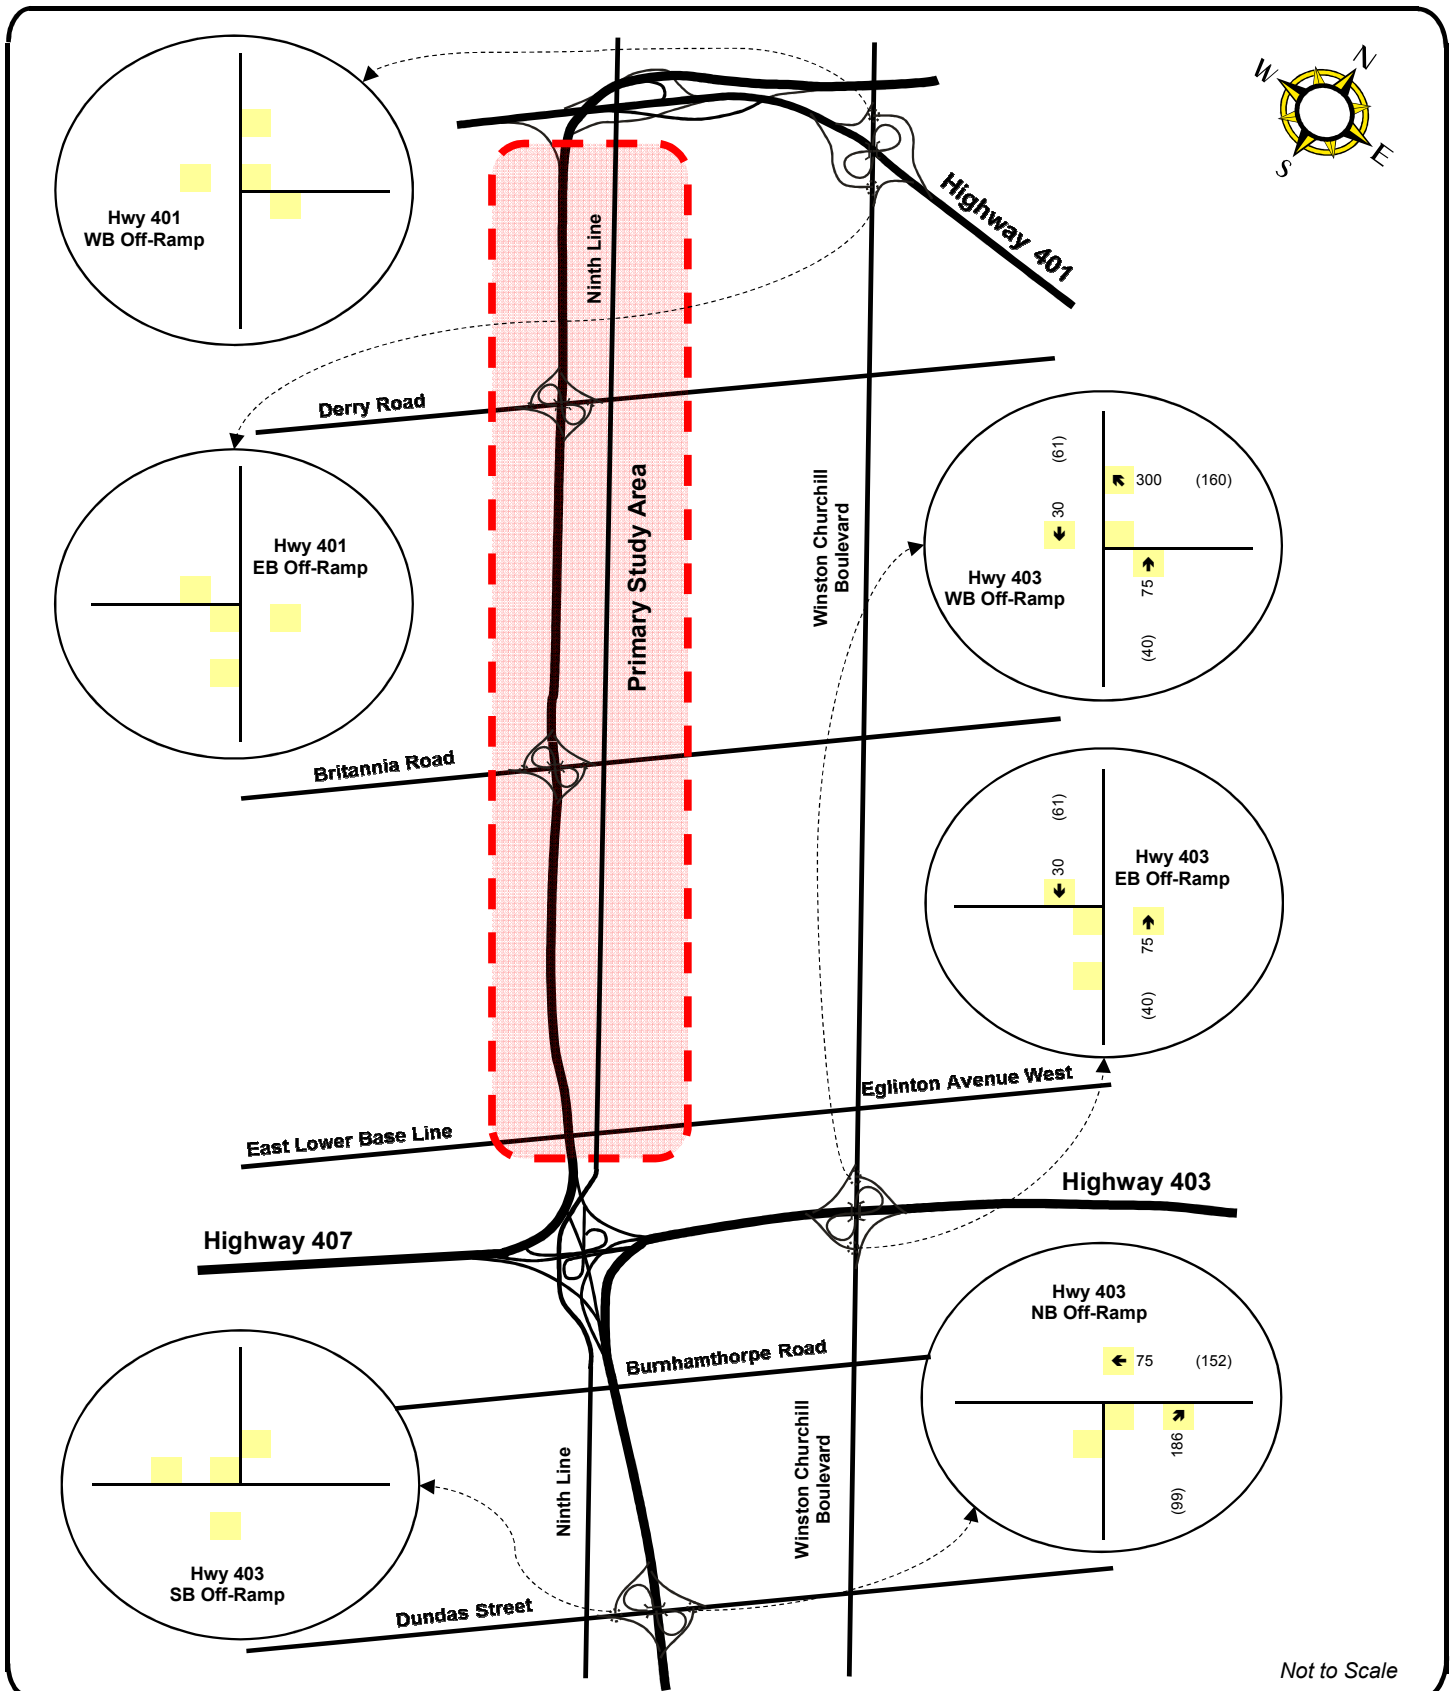 N
W
E
S
Hwy 401
WB Off-Ramp
Highway 401
Ninth Line
Derry Road
Hwy 401
EB Off-Ramp
Primary Study Area
Winston Churchill
Boulevard
(61)
30
300 (160)
Hwy 403
WB Off-Ramp
75
(40)
Britannia Road
(61)
30
Hwy 403
EB Off-Ramp
75
(40)
Eglinton Avenue West
East Lower Base Line
Highway 403
Highway 407
Hwy 403
NB Off-Ramp
75 (152)
186
(99)
Burnhamthorpe Road
Ninth Line
Winston Churchill
Boulevard
Hwy 403
SB Off-Ramp
Dundas Street
Not to Scale